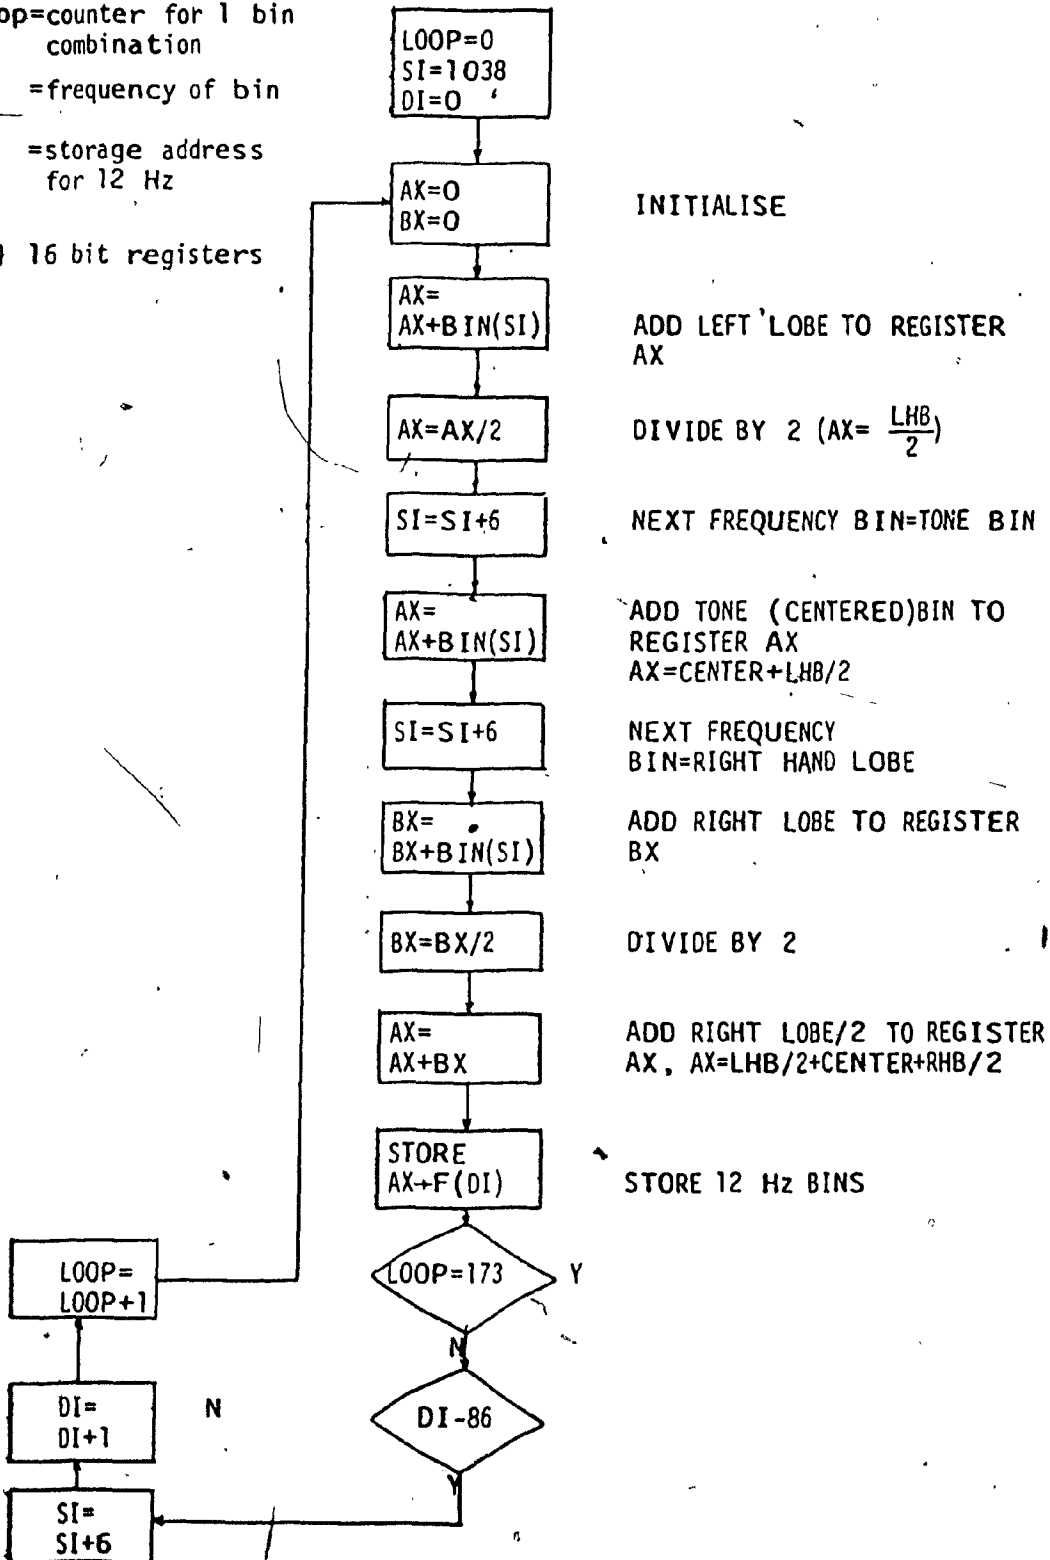 op=counter for 1 bin
combination
=frequency of bin
=storage address
for 12 Hz
16 bit registers
LOOP=0
SI=1038
DI=0
AX=0
BX=0
INITIALISE
AX=
AX+BIN(SI)
ADD LEFT LOBE TO REGISTER
AX
AX=AX/2
DIVIDE BY 2 (AX= LHB/2)
SI=SI+6
NEXT FREQUENCY BIN=TONE BIN
AX=
AX+BIN(SI)
ADD TONE (CENTERED)BIN TO
REGISTER AX
AX=CENTER+LHB/2
SI=SI+6
NEXT FREQUENCY
BIN=RIGHT HAND LOBE
BX=
BX+BIN(SI)
ADD RIGHT LOBE TO REGISTER
BX
BX=BX/2
DIVIDE BY 2
AX=
AX+BX
ADD RIGHT LOBE/2 TO REGISTER
AX, AX=LHB/2+CENTER+RHB/2
STORE
AX→F(DI)
STORE 12 Hz BINS
LOOP=173
Y
N
DI-86
Y
N
LOOP=
LOOP+1
DI=
DI+1
SI=
SI+6